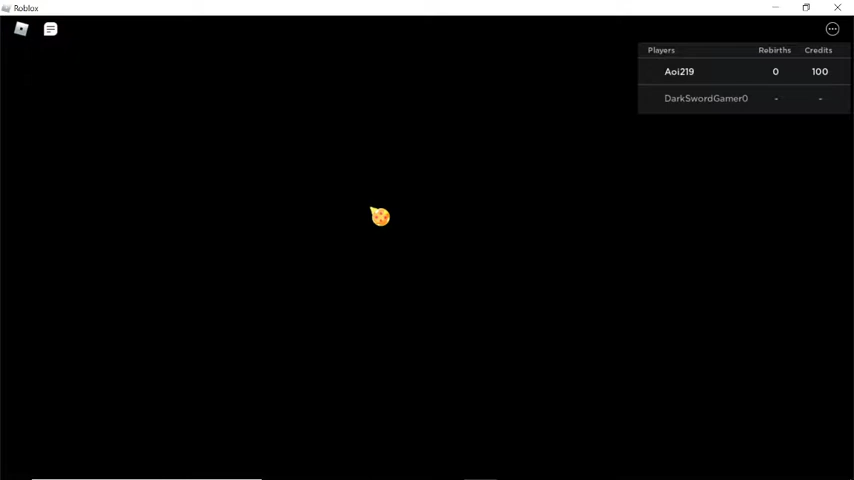 Roblox
Players Rebirths Credits
Aoi219 0 100
DarkSwordGamer0 - -